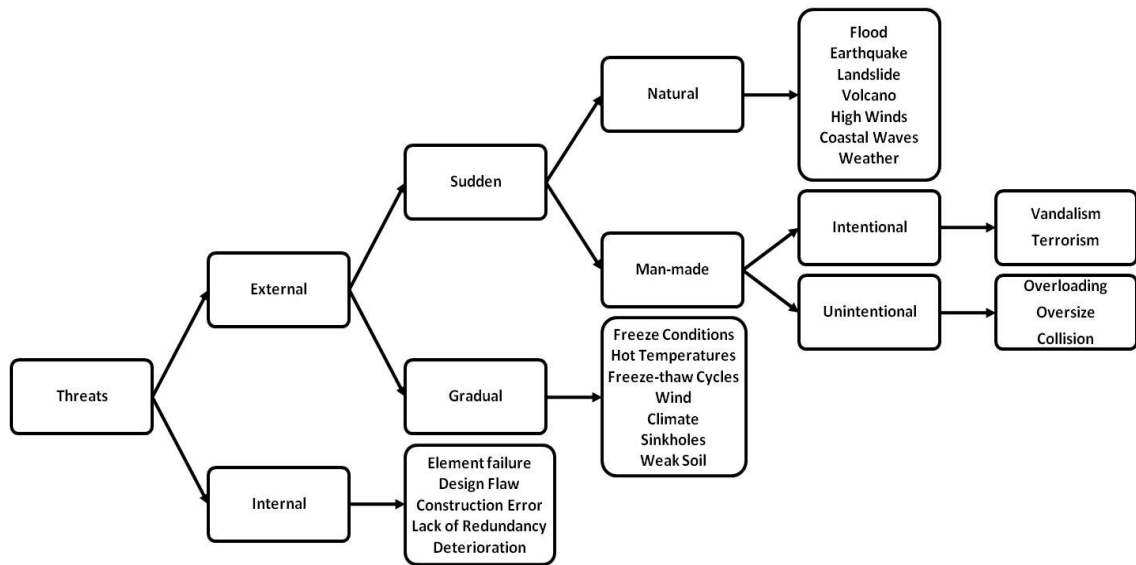 Threats
External
Internal
Sudden
Gradual
Element failure
Design Flaw
Construction Error
Lack of Redundancy
Deterioration
Natural
Man-made
Freeze Conditions
Hot Temperatures
Freeze-thaw Cycles
Wind
Climate
Sinkholes
Weak Soil
Flood
Earthquake
Landslide
Volcano
High Winds
Coastal Waves
Weather
Intentional
Unintentional
Vandalism
Terrorism
Overloading
Oversize
Collision